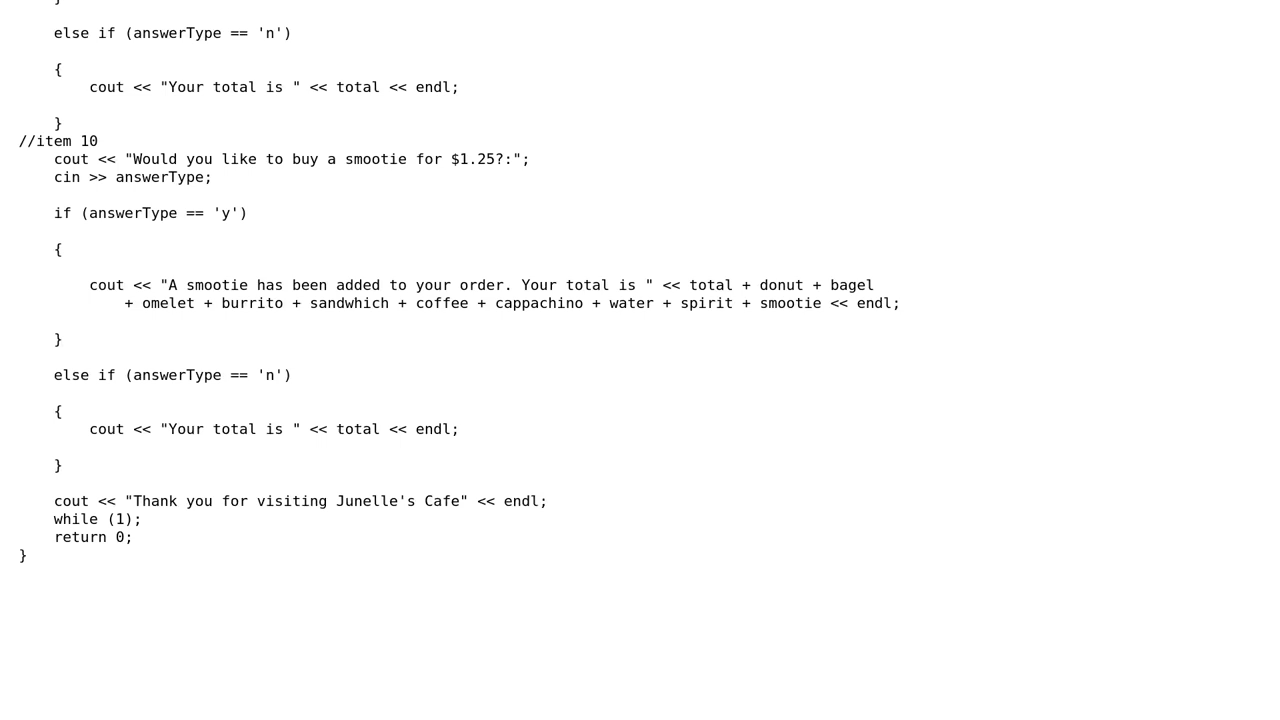 }
else if (answerType == 'n')
{
cout << "Your total is " << total << endl;
}
//item 10
cout << "Would you like to buy a smootie for $1.25?:";
cin >> answerType;
if (answerType == 'y')
{
cout << "A smootie has been added to your order. Your total is " << total + donut + bagel
+ omelet + burrito + sandwhich + coffee + cappachino + water + spirit + smootie << endl;
}
else if (answerType == 'n')
{
cout << "Your total is " << total << endl;
}
cout << "Thank you for visiting Junelle's Cafe" << endl;
while (1);
return 0;
}